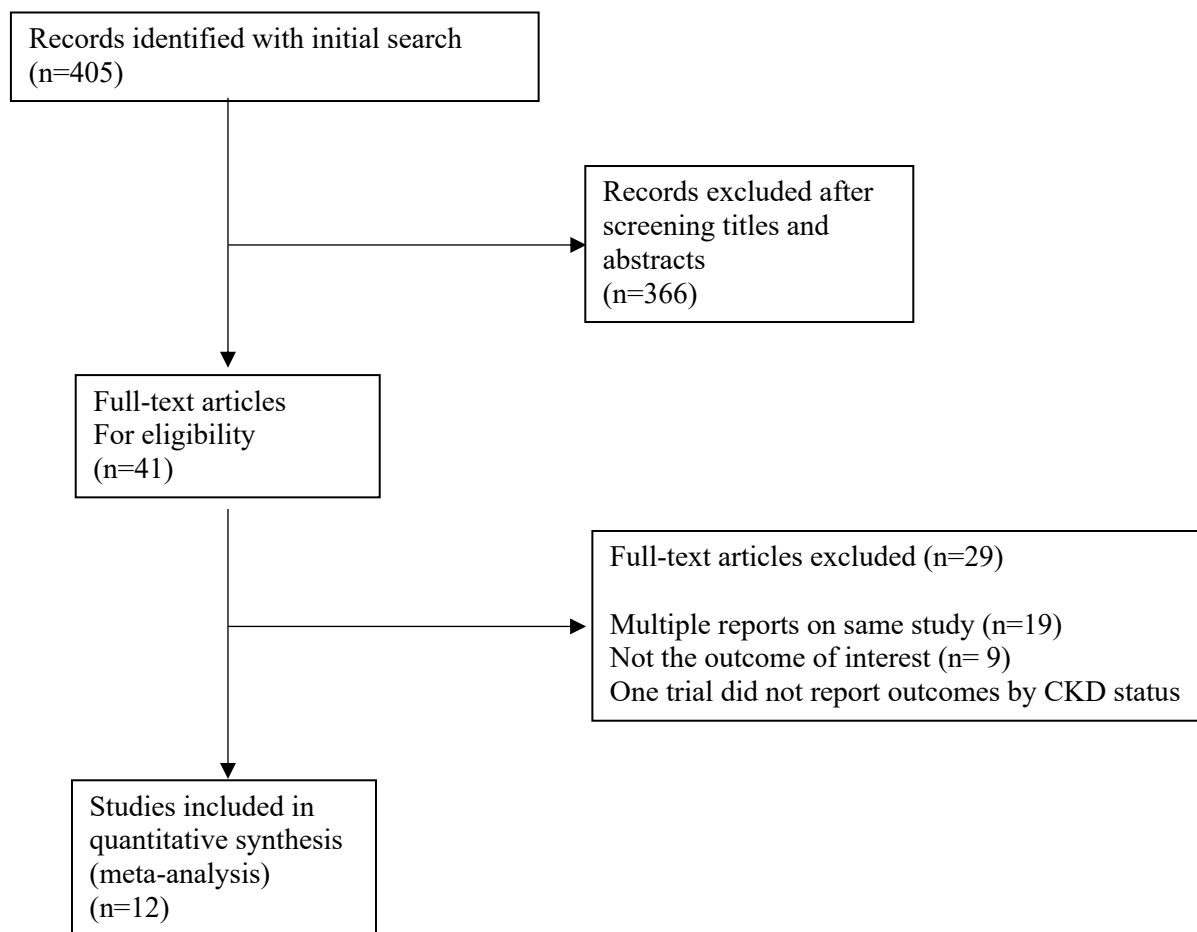 Records identified with initial search
(n=405)
Records excluded after
screening titles and
abstracts
(n=366)
Full-text articles
For eligibility
(n=41)
Full-text articles excluded (n=29)
Multiple reports on same study (n=19)
Not the outcome of interest (n= 9)
One trial did not report outcomes by CKD status
Studies included in
quantitative synthesis
(meta-analysis)
(n=12)